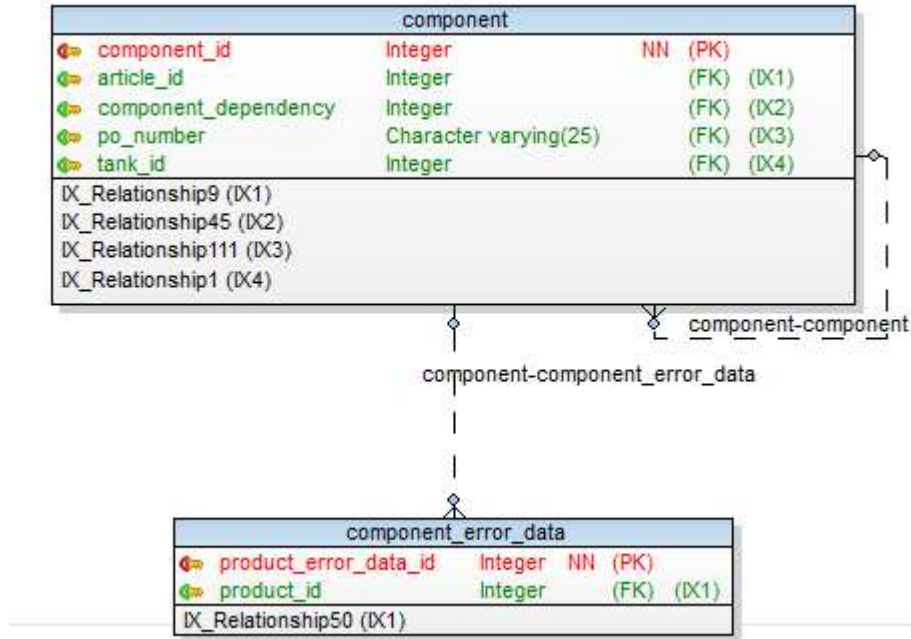 component
component_id Integer NN (PK)
article_id Integer (FK) (IX1)
component_dependency Integer (FK) (IX2)
po_number Character varying(25) (FK) (IX3)
tank_id Integer (FK) (IX4)
IX_Relationship9 (IX1)
IX_Relationship45 (IX2)
IX_Relationship111 (IX3)
IX_Relationship1 (IX4)
component-component
component-component_error_data
component_error_data
product_error_data_id Integer NN (PK)
product_id Integer (FK) (IX1)
IX_Relationship50 (IX1)